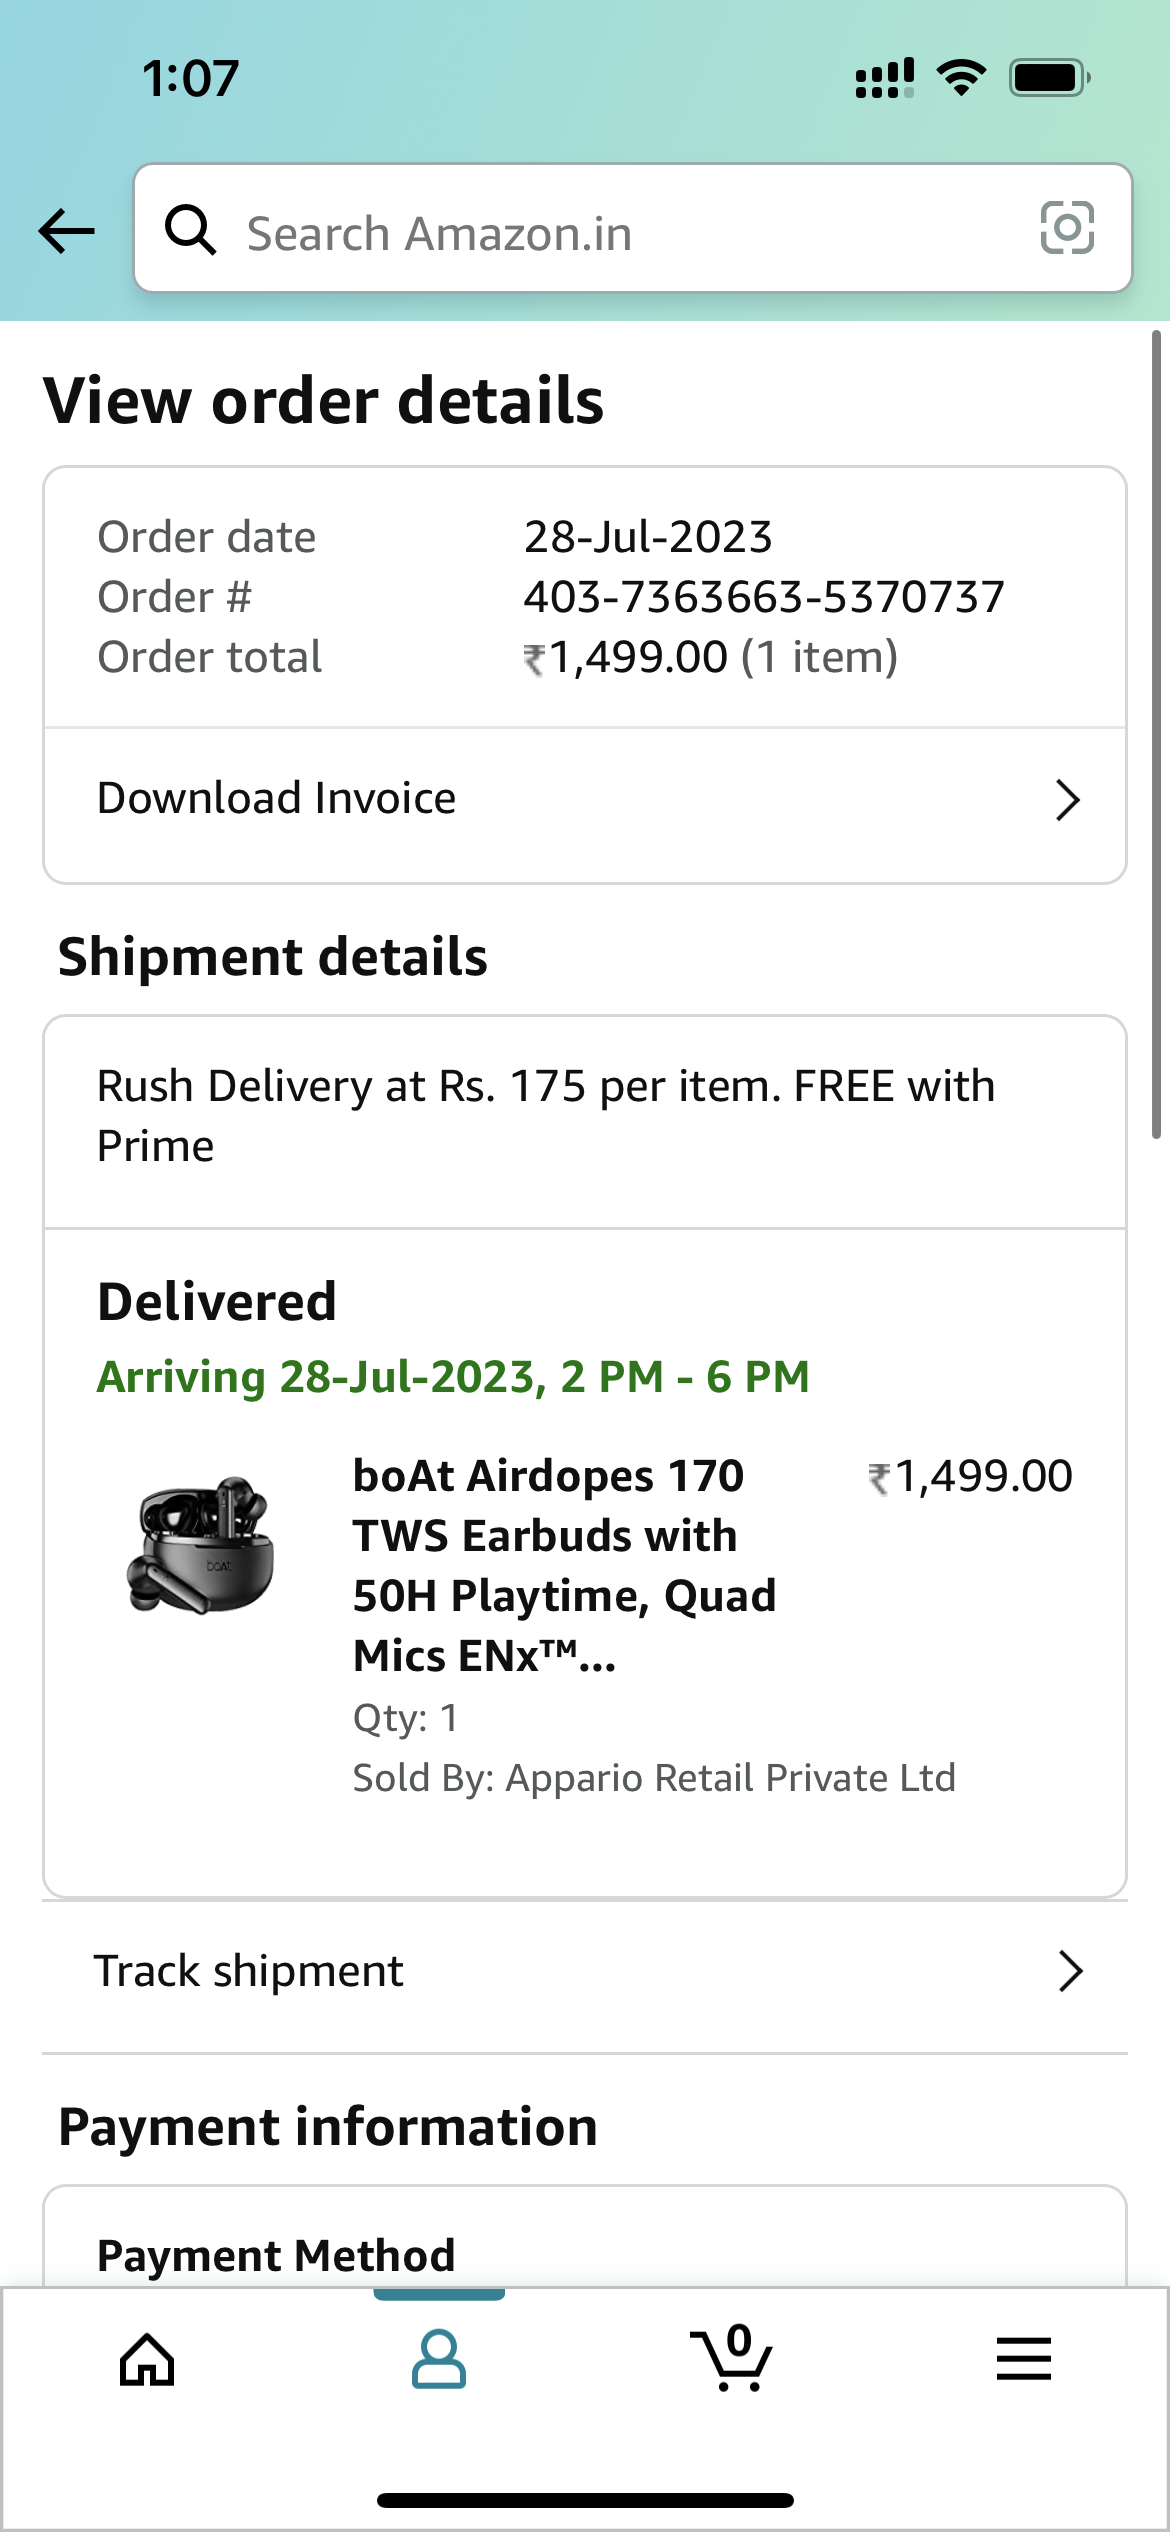 1:07
Search Amazon.in
View order details
Order date 28-Jul-2023
Order # 403-7363663-5370737
Order total ₹1,499.00 (1 item)
Download Invoice
Shipment details
Rush Delivery at Rs. 175 per item. FREE with
Prime
Delivered
Arriving 28-Jul-2023, 2 PM - 6 PM
boAt Airdopes 170 ₹1,499.00
TWS Earbuds with
50H Playtime, Quad
Mics ENx™...
boAt
Qty: 1
Sold By: Appario Retail Private Ltd
Track shipment
Payment information
Payment Method
0